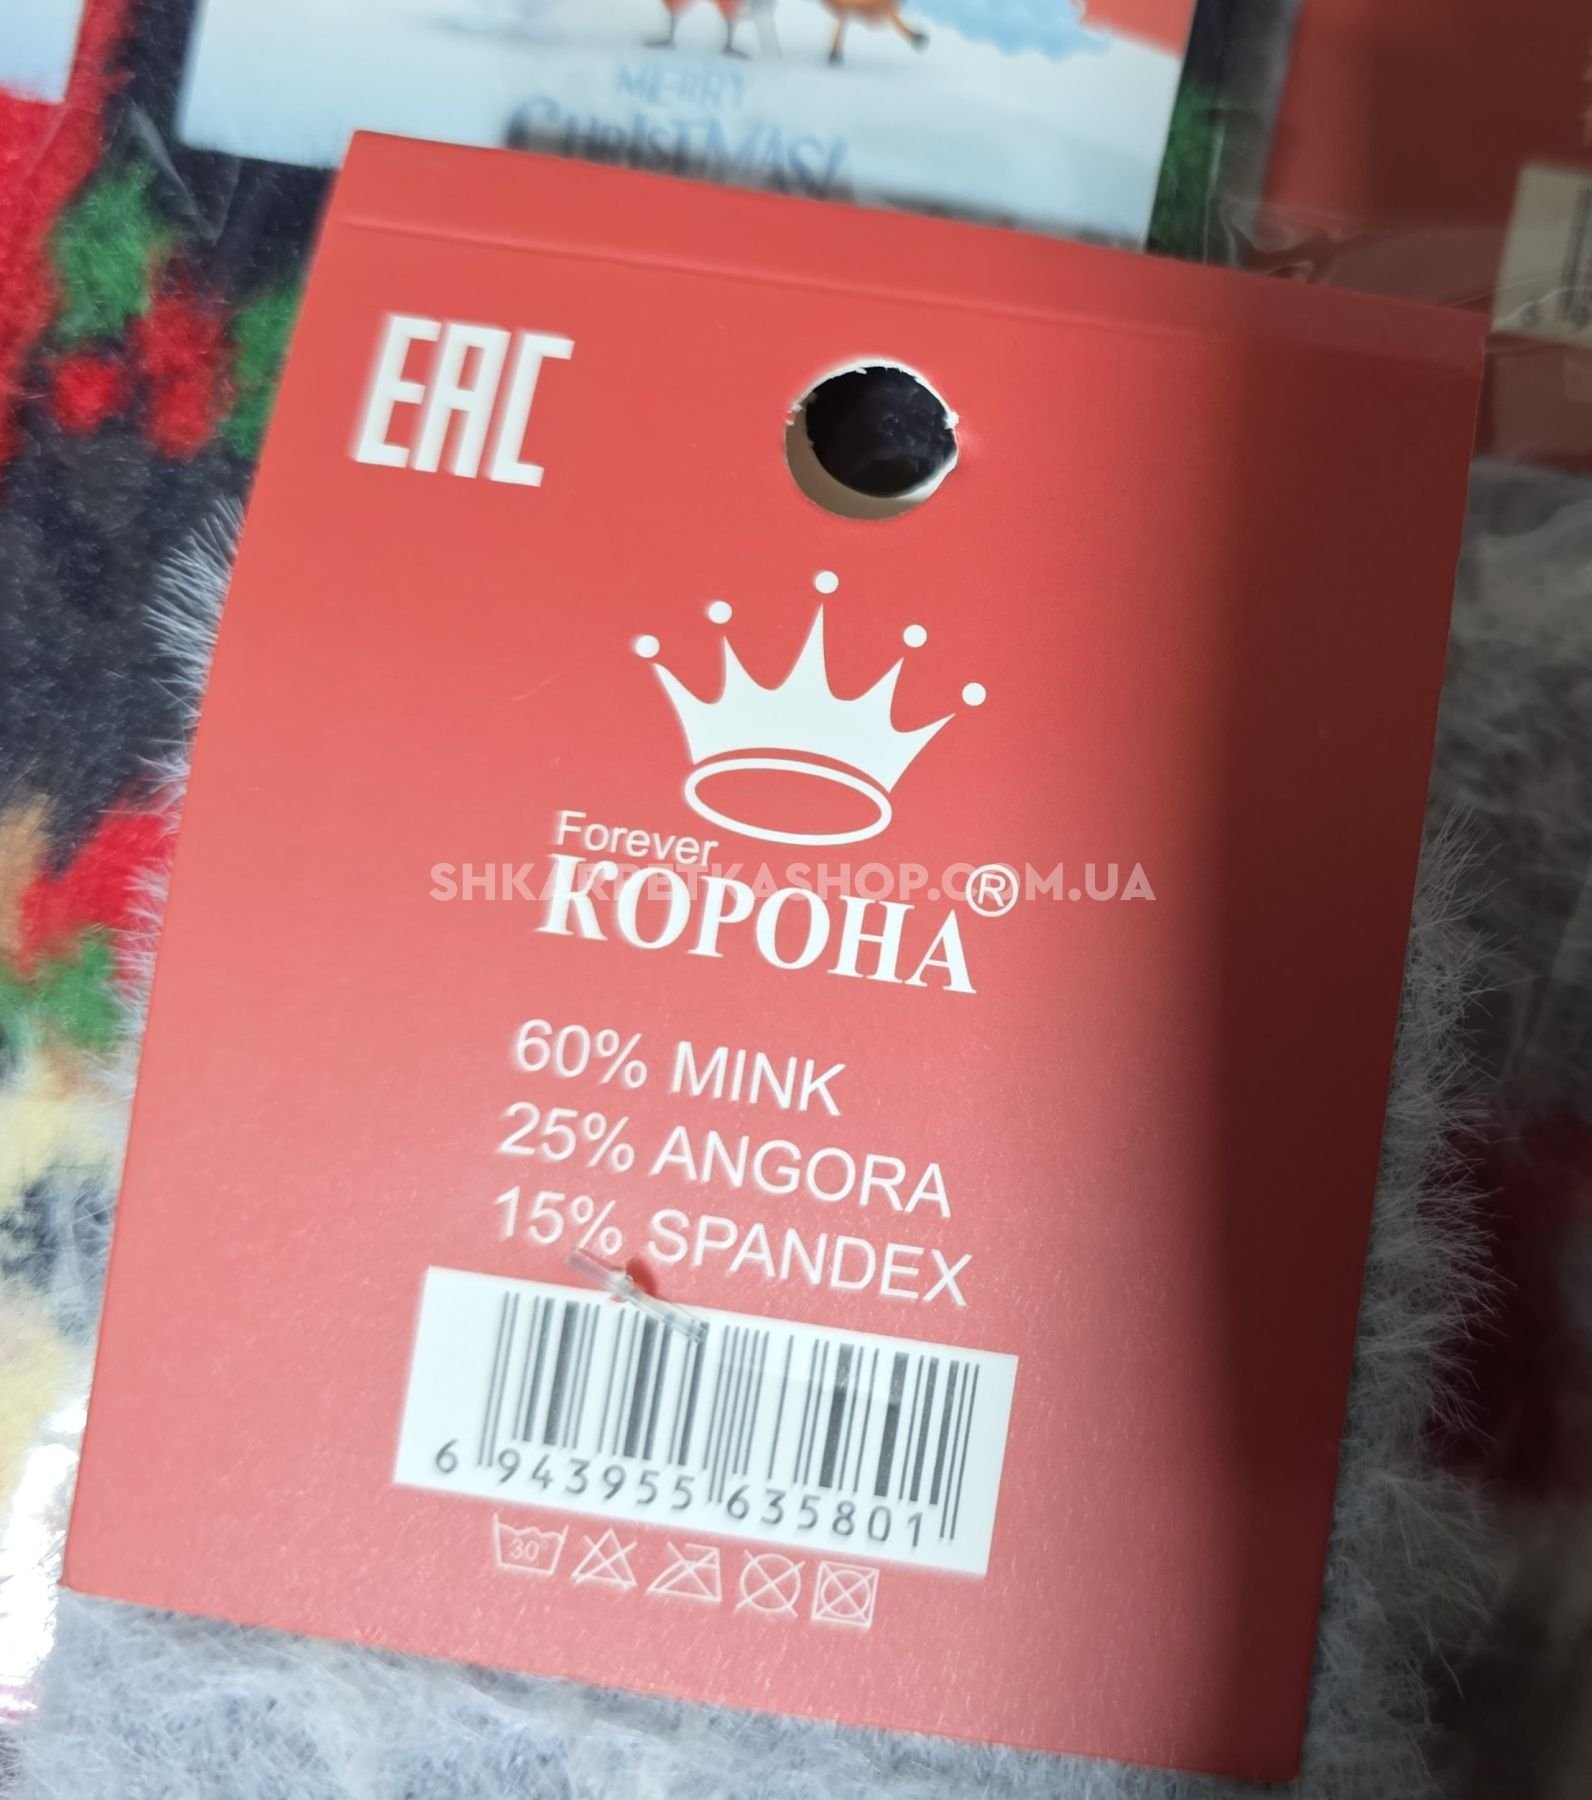 MERRY
CHRISTMAS!
EAC
Forever
КОРОНА®
SHKARPETKASHOP.COM.UA
60% MINK
25% ANGORA
15% SPANDEX
6 943955 635801
30°